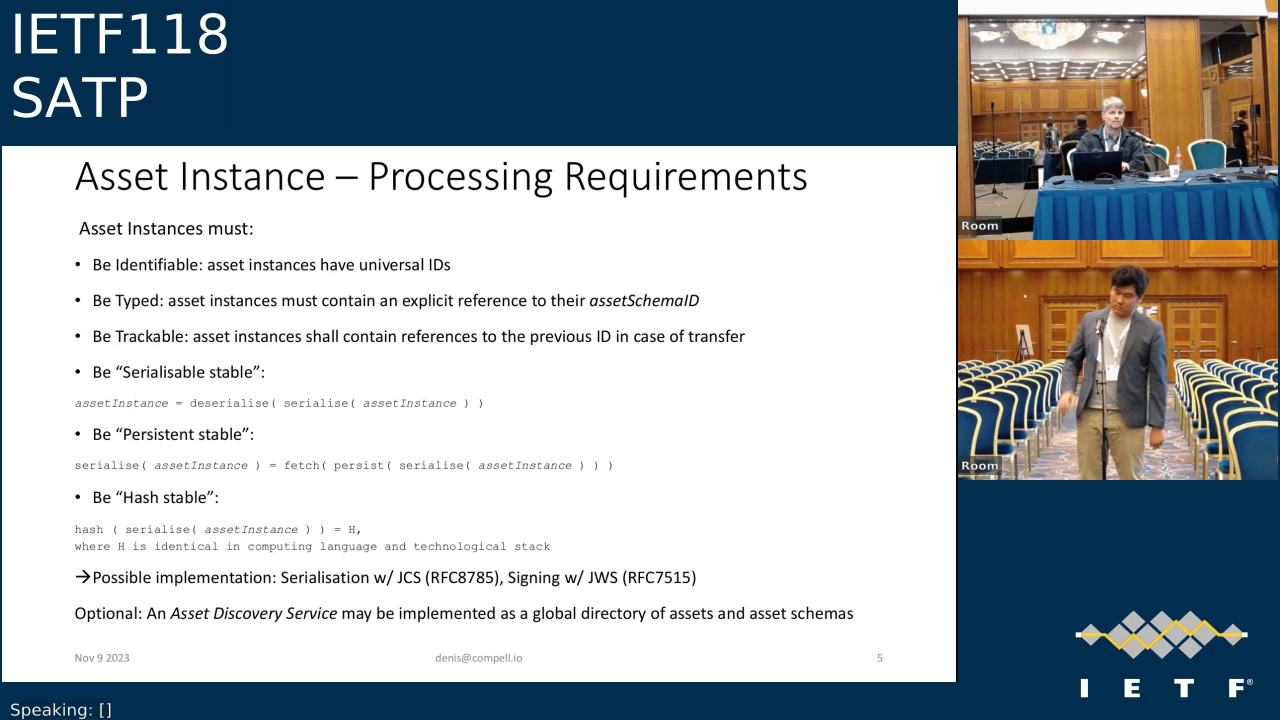 IETF118
SATP
Asset Instance – Processing Requirements
Asset Instances must:
• Be Identifiable: asset instances have universal IDs
• Be Typed: asset instances must contain an explicit reference to their assetSchemaID
• Be Trackable: asset instances shall contain references to the previous ID in case of transfer
• Be “Serialisable stable”:
assetInstance = deserialise( serialise( assetInstance ) )
• Be “Persistent stable”:
serialise( assetInstance ) = fetch( persist( serialise( assetInstance ) ) )
• Be “Hash stable”:
hash ( serialise( assetInstance ) ) = H,
where H is identical in computing language and technological stack
→Possible implementation: Serialisation w/ JCS (RFC8785), Signing w/ JWS (RFC7515)
Optional: An Asset Discovery Service may be implemented as a global directory of assets and asset schemas
Nov 9 2023
denis@compell.io
5
Room
Room
I E T F®
Speaking: []